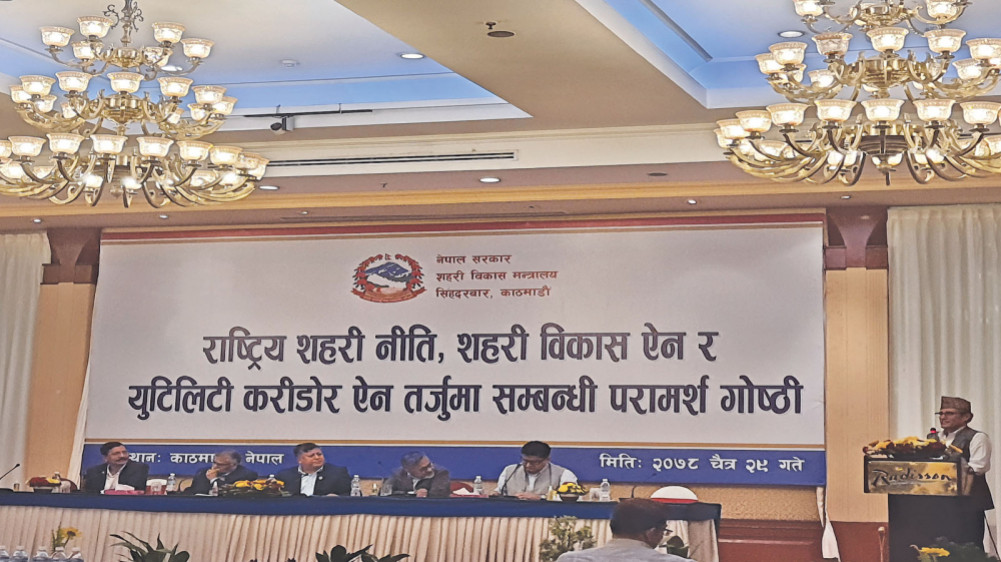 नेपाल सरकार
शहरी विकास मन्त्रालय
सिंहदरबार, काठमाडौं
राष्ट्रिय शहरी नीति, शहरी विकास ऐन र
युटिलिटी करीडोर ऐन तर्जुमा सम्बन्धी परामर्श गोष्ठी
स्थान: काठमाडौं, नेपाल
मिति: २०७८ चैत्र २९ गते
Radisson